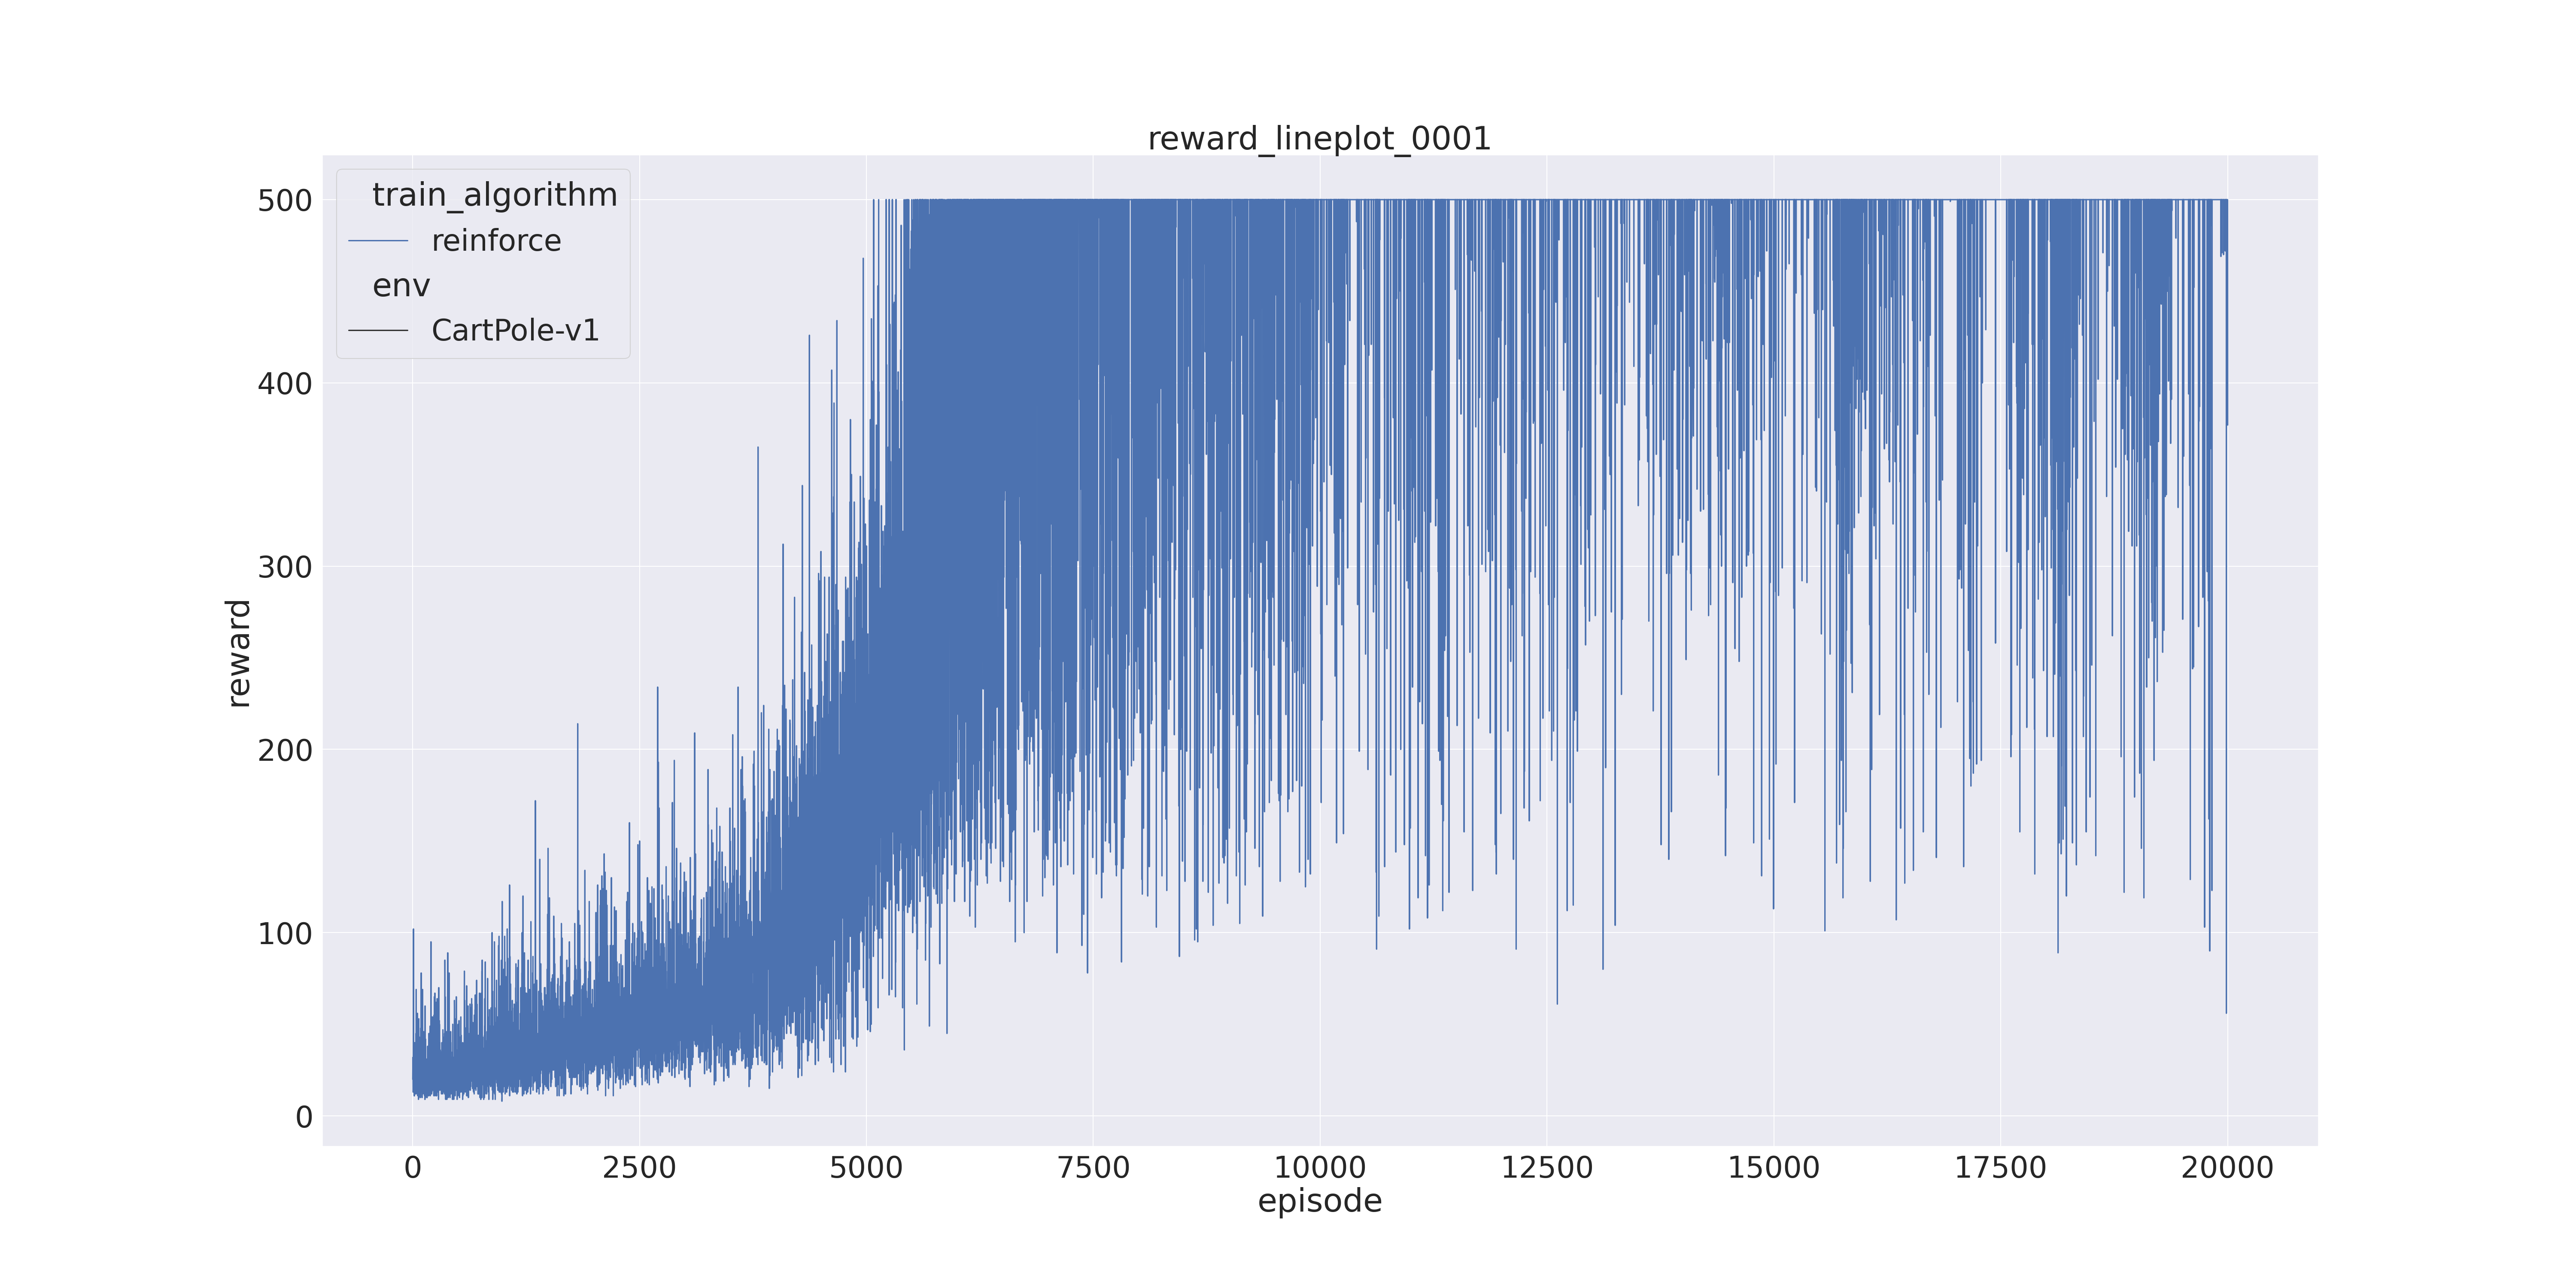 reward_lineplot_0001
train_algorithm
reinforce
env
CartPole-v1
500
400
300
200
100
0
reward
0 2500 5000 7500 10000 12500 15000 17500 20000
episode